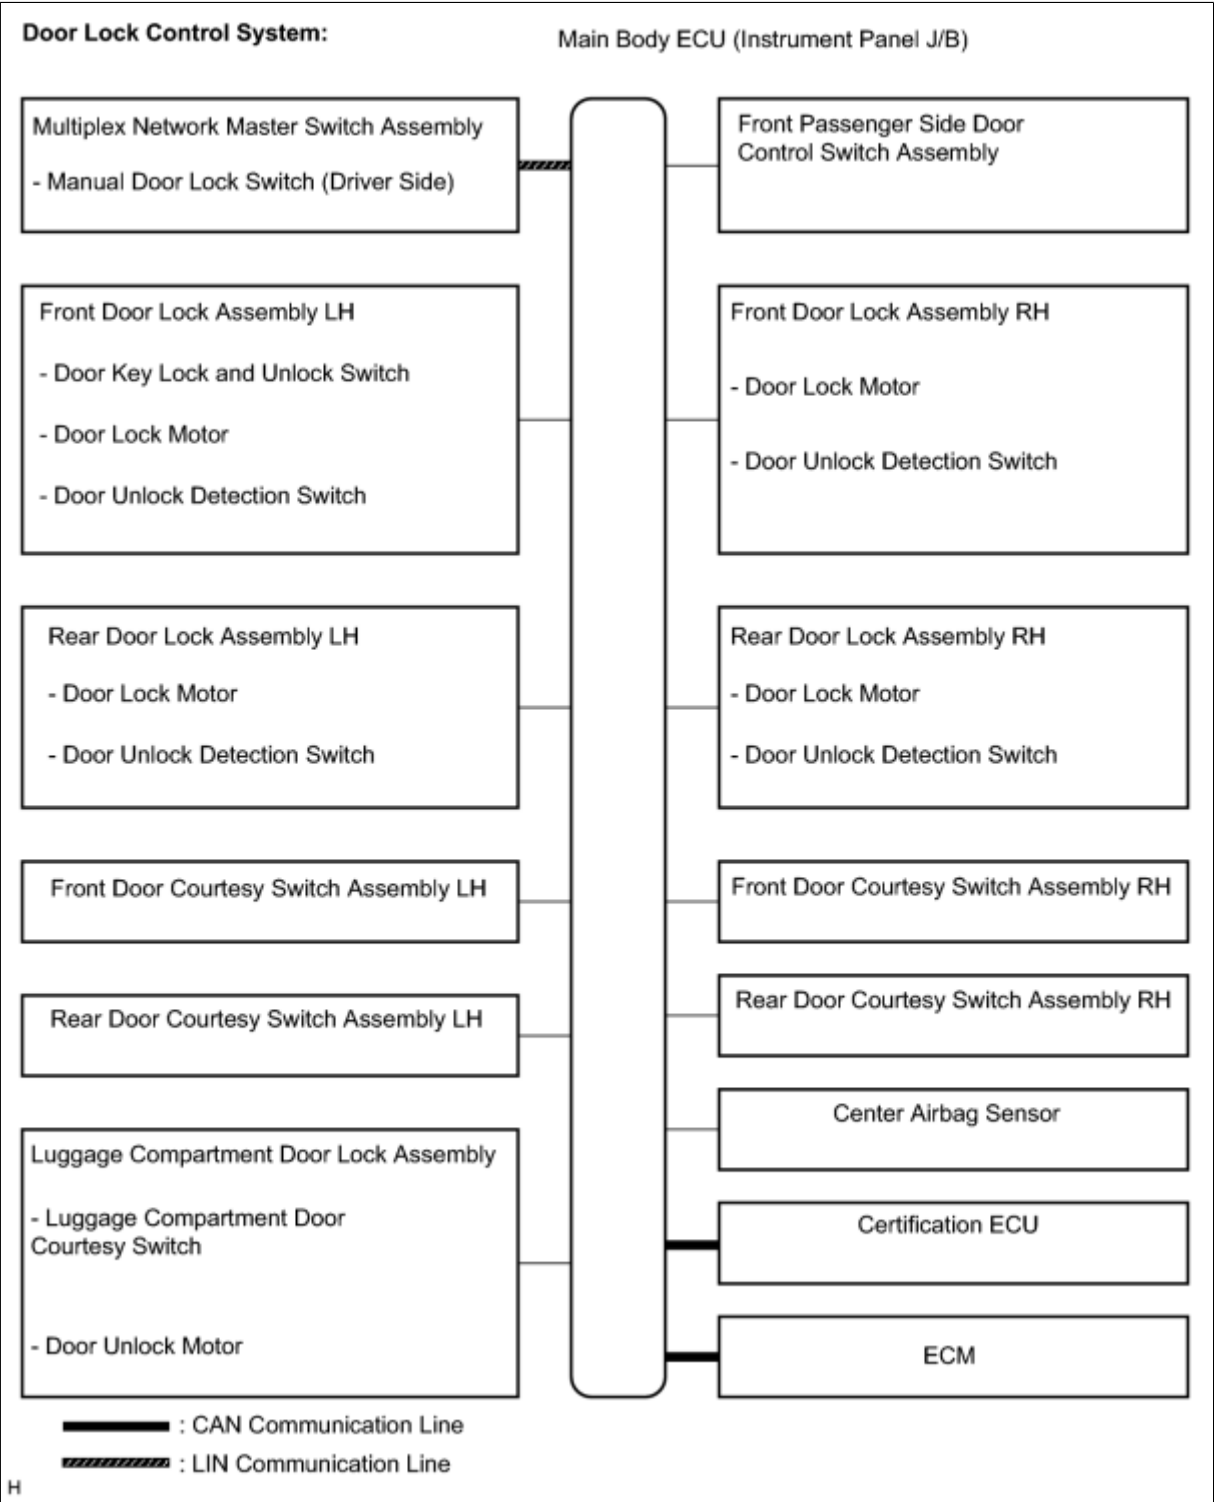 Door Lock Control System:
Main Body ECU (Instrument Panel J/B)
Multiplex Network Master Switch Assembly
- Manual Door Lock Switch (Driver Side)
Front Passenger Side Door
Control Switch Assembly
Front Door Lock Assembly LH
- Door Key Lock and Unlock Switch
- Door Lock Motor
- Door Unlock Detection Switch
Front Door Lock Assembly RH
- Door Lock Motor
- Door Unlock Detection Switch
Rear Door Lock Assembly LH
- Door Lock Motor
- Door Unlock Detection Switch
Rear Door Lock Assembly RH
- Door Lock Motor
- Door Unlock Detection Switch
Front Door Courtesy Switch Assembly LH
Front Door Courtesy Switch Assembly RH
Rear Door Courtesy Switch Assembly LH
Rear Door Courtesy Switch Assembly RH
Luggage Compartment Door Lock Assembly
- Luggage Compartment Door
Courtesy Switch
- Door Unlock Motor
Center Airbag Sensor
Certification ECU
ECM
: CAN Communication Line
: LIN Communication Line
H